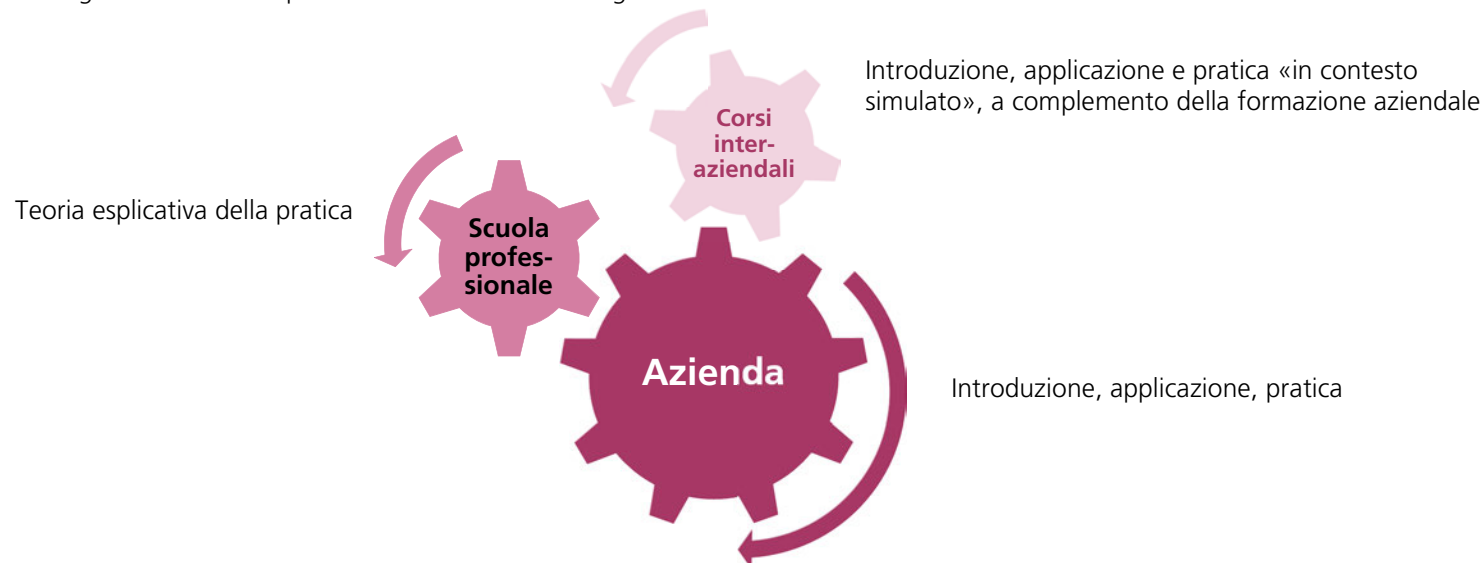 Introduzione, applicazione e pratica «in contesto
simulato», a complemento della formazione aziendale
Corsi
inter-
aziendali
Teoria esplicativa della pratica
Scuola
profes-
sionale
Azienda
Introduzione, applicazione, pratica